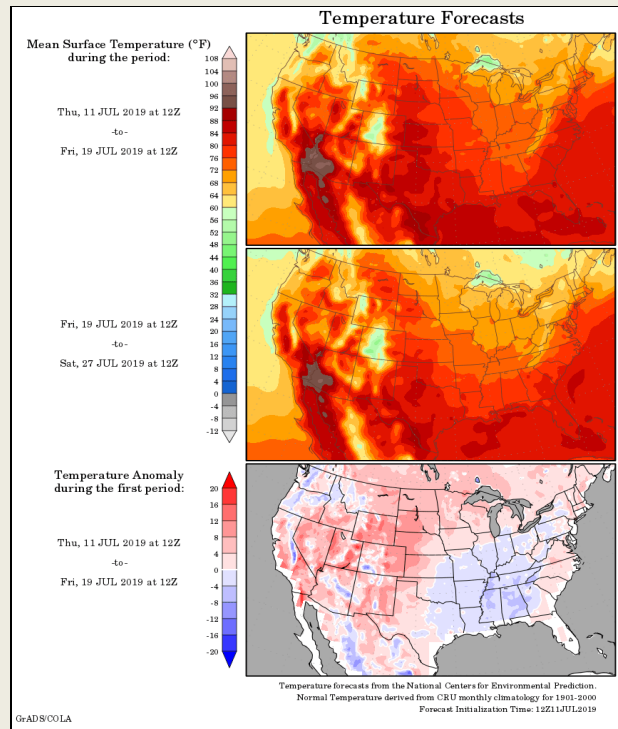 Temperature Forecasts
Mean Surface Temperature (°F)
during the period:
Thu, 11 JUL 2019 at 12Z
-to-
Fri, 19 JUL 2019 at 12Z
108
104
100
96
92
88
84
80
76
72
68
64
60
56
52
48
44
40
36
32
28
24
20
16
12
8
4
0
-4
-8
-12
Fri, 19 JUL 2019 at 12Z
-to-
Sat, 27 JUL 2019 at 12Z
Temperature Anomaly
during the first period:
Thu, 11 JUL 2019 at 12Z
-to-
Fri, 19 JUL 2019 at 12Z
20
16
12
8
4
0
-4
-8
-12
-16
-20
Temperature forecasts from the National Centers for Environmental Prediction.
Normal Temperature derived from CRU monthly climatology for 1901-2000
Forecast Initialization Time: 12Z11JUL2019
GrADS/COLA